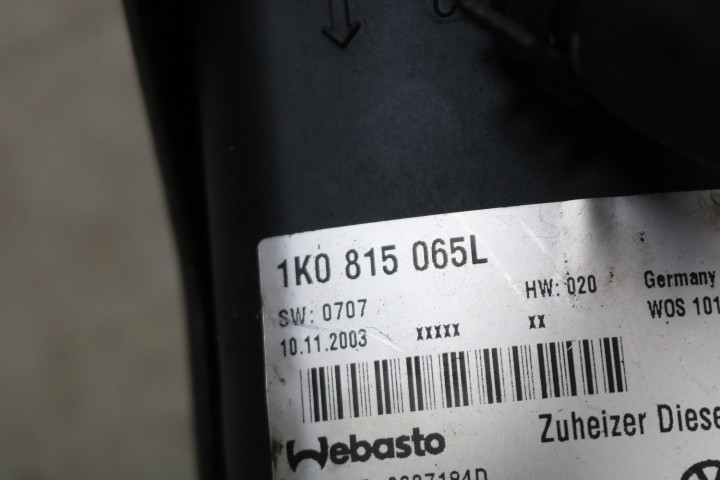 1K0 815 065L
SW: 0707 HW: 020 Germany
10.11.2003 xxxxx xx WOS 101
Webasto Zuheizer Diese